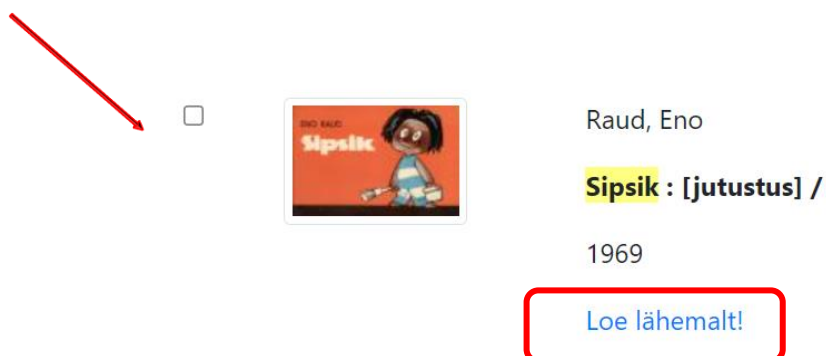 ENO RAUD
Sipsik
Raud, Eno
Sipsik : [jutustus] /
1969
Loe lähemalt!